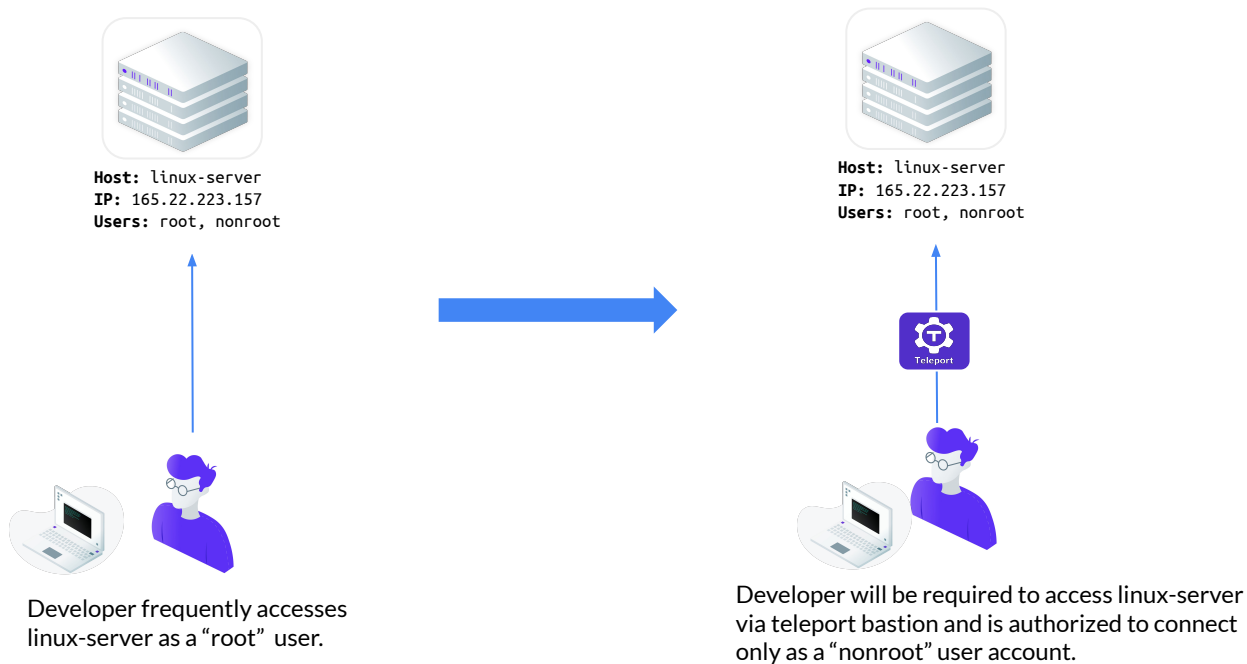 Host: linux-server
IP: 165.22.223.157
Users: root, nonroot
Developer frequently accesses
linux-server as a “root” user.
Host: linux-server
IP: 165.22.223.157
Users: root, nonroot
T
Teleport
Developer will be required to access linux-server
via teleport bastion and is authorized to connect
only as a “nonroot” user account.